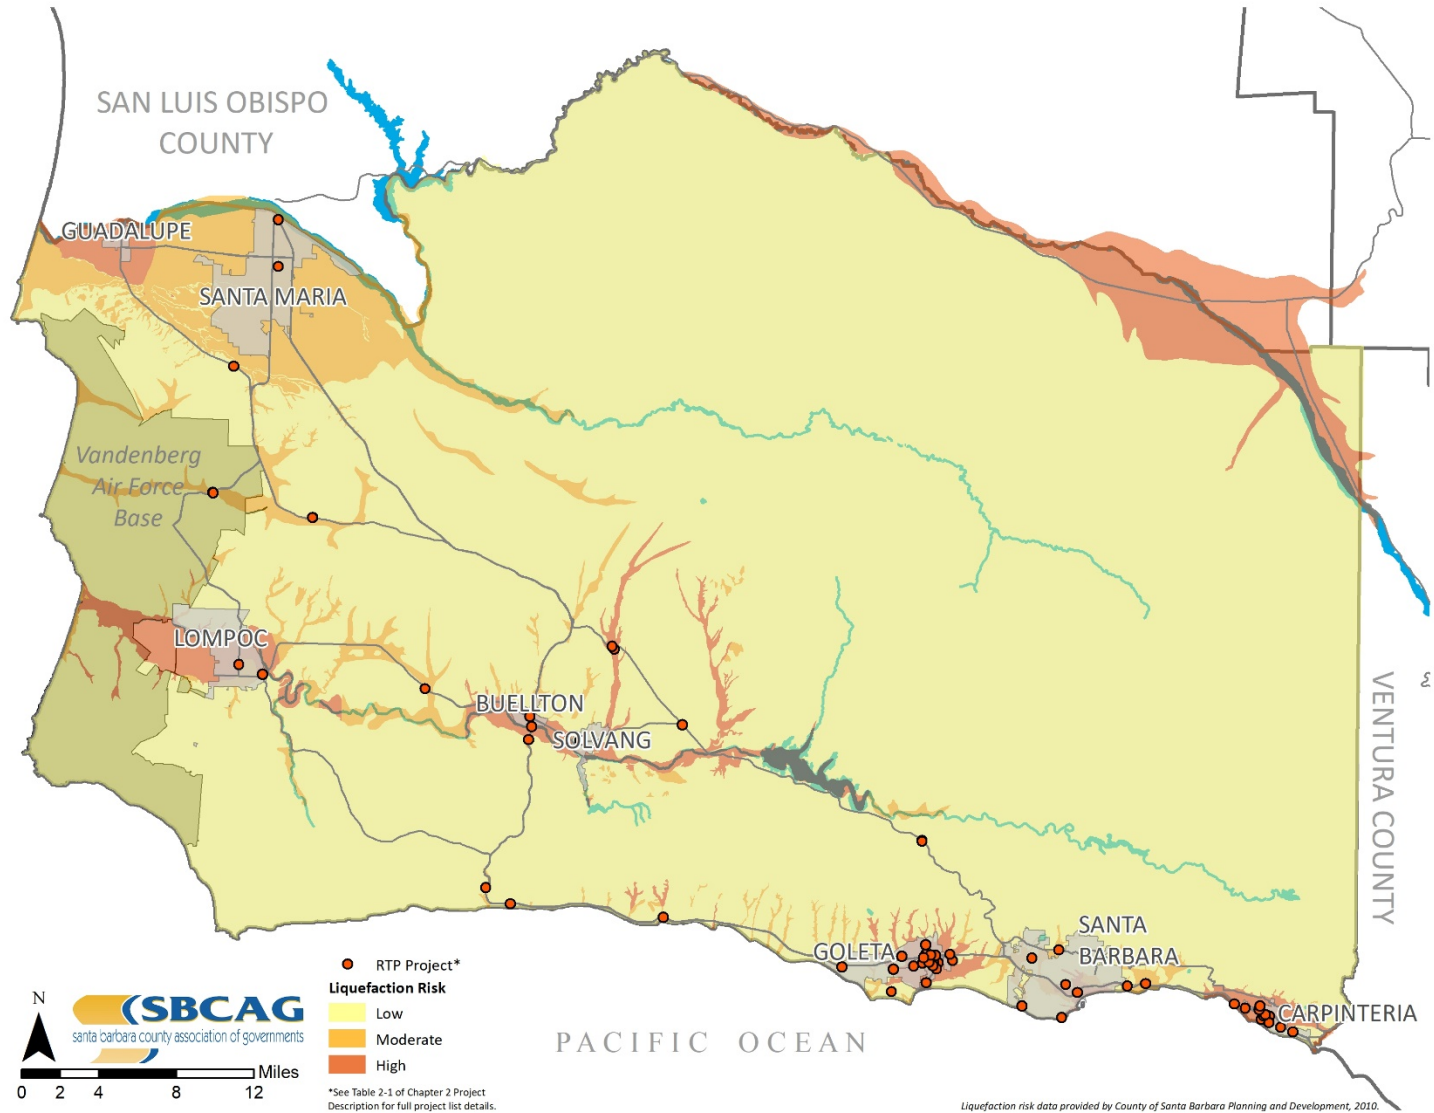 SAN LUIS OBISPO
COUNTY
GUADALUPE
SANTA MARIA
Vandenberg
Air Force
Base
LOMPOC
BUELLTON
SOLVANG
VENTURA COUNTY
SANTA
BARBARA
GOLETA
CARPINTERIA
PACIFIC OCEAN
RTP Project*
Liquefaction Risk
Low
Moderate
High
*See Table 2-1 of Chapter 2 Project
Description for full project list details.
N
SBCAG
santa barbara county association of governments
Miles
0 2 4 8 12
Liquefaction risk data provided by County of Santa Barbara Planning and Development, 2010.